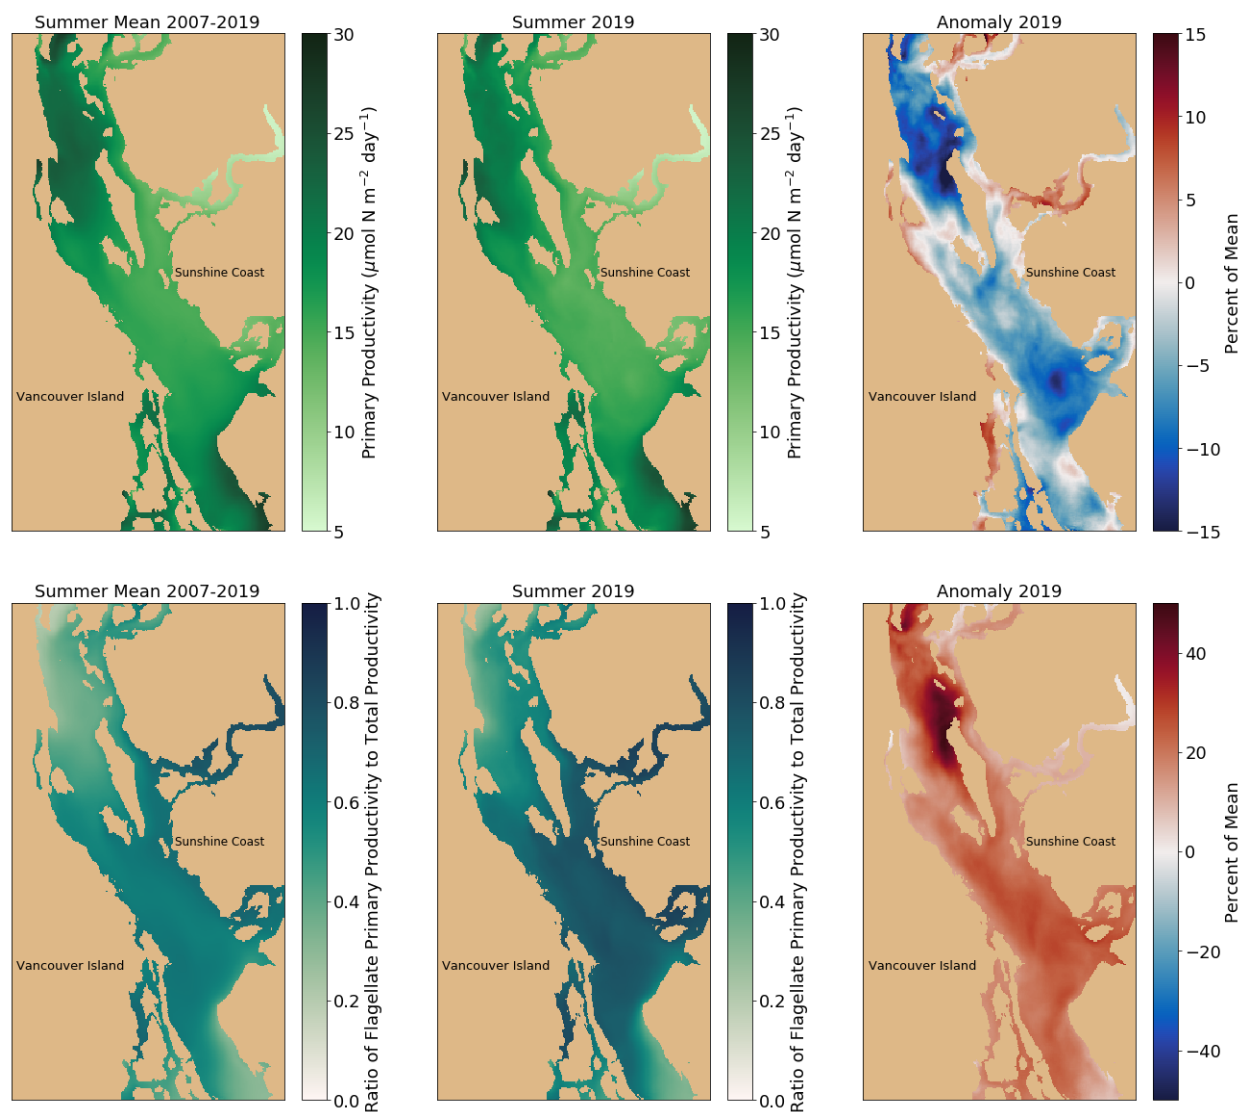 Summer Mean 2007-2019
Summer 2019
Anomaly 2019
30
25
20
15
10
5
Primary Productivity (μmol N m⁻² day⁻¹)
Sunshine Coast
Vancouver Island
30
25
20
15
10
5
Primary Productivity (μmol N m⁻² day⁻¹)
Sunshine Coast
Vancouver Island
15
10
5
0
−5
−10
−15
Percent of Mean
Sunshine Coast
Vancouver Island
Summer Mean 2007-2019
Summer 2019
Anomaly 2019
1.0
0.8
0.6
0.4
0.2
0.0
Ratio of Flagellate Primary Productivity to Total Productivity
Sunshine Coast
Vancouver Island
1.0
0.8
0.6
0.4
0.2
0.0
Ratio of Flagellate Primary Productivity to Total Productivity
Sunshine Coast
Vancouver Island
40
20
0
−20
−40
Percent of Mean
Sunshine Coast
Vancouver Island